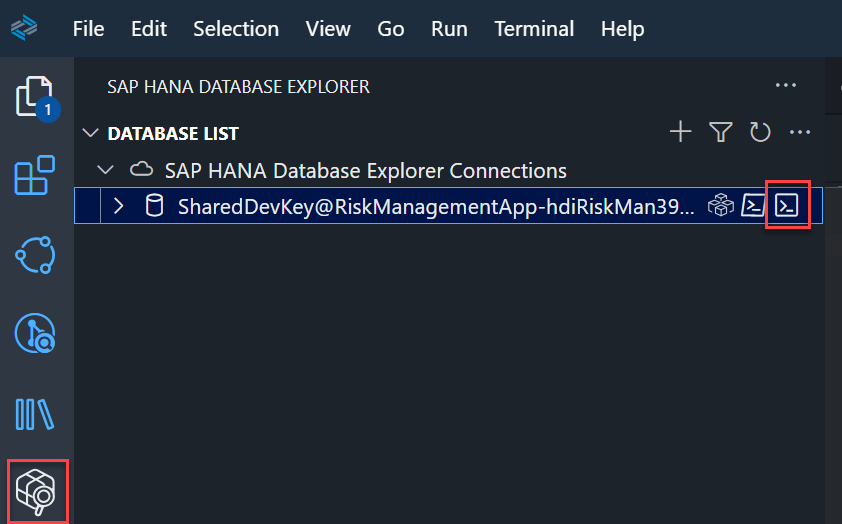 File Edit Selection View Go Run Terminal Help
SAP HANA DATABASE EXPLORER
1
DATABASE LIST
SAP HANA Database Explorer Connections
SharedDevKey@RiskManagementApp-hdiRiskMan39...